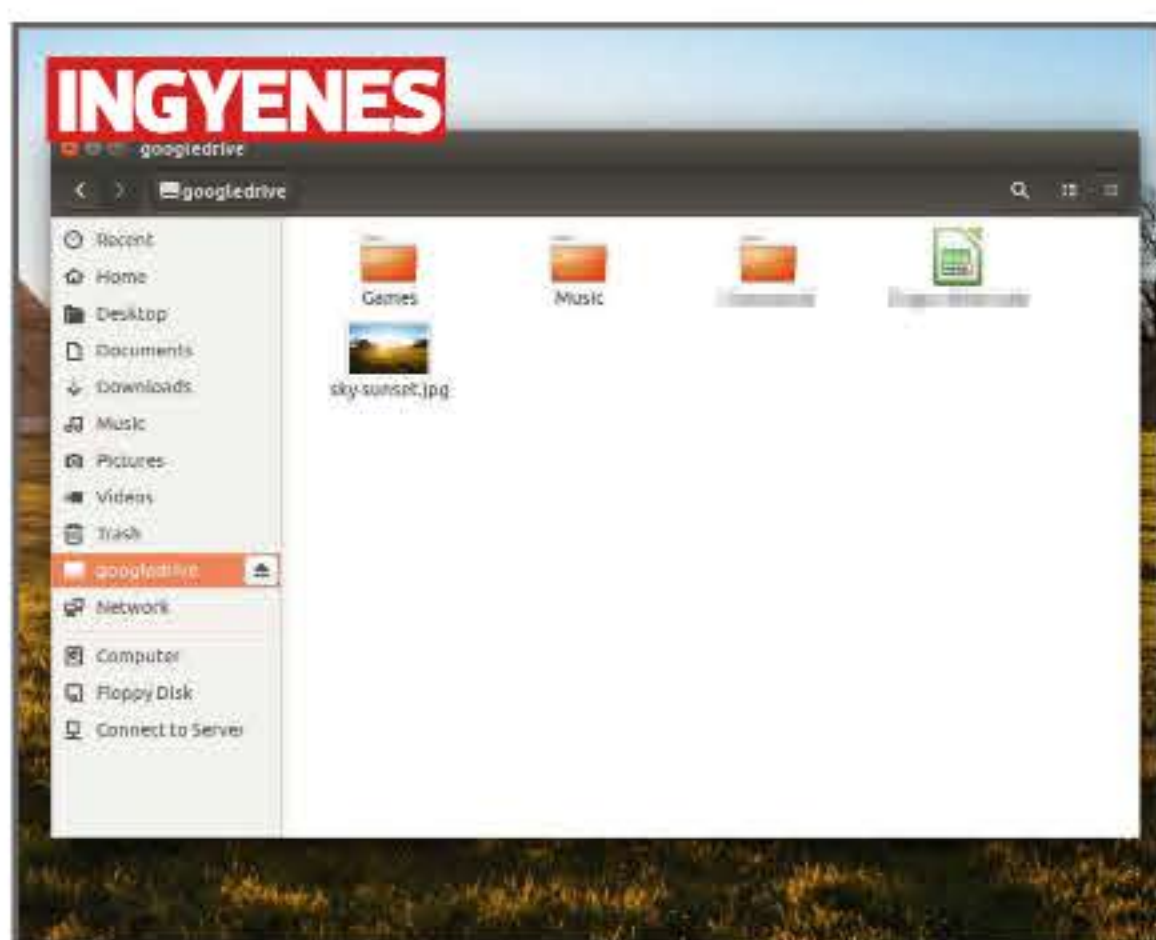 INGYENES
googledrive
googledrive
Recent
Home
Desktop
Documents
Downloads
Music
Pictures
Videos
Trash
googledrive
Network
Computer
Floppy Disk
Connect to Server
Games
Music
sky-sunset.jpg